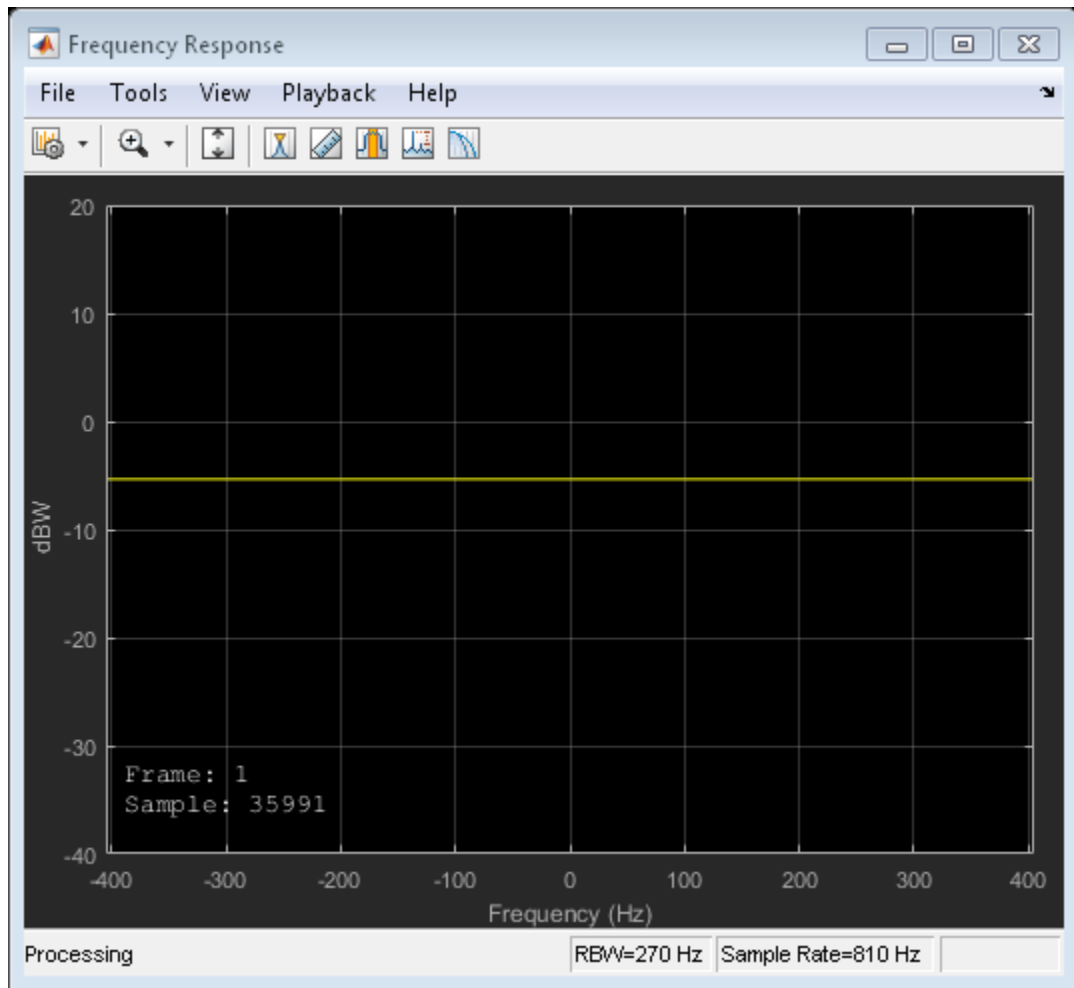 Frequency Response
File Tools View Playback Help
20
10
0
-10
-20
-30
-40
dBW
Frame: 1
Sample: 35991
-400 -300 -200 -100 0 100 200 300 400
Frequency (Hz)
Processing RBW=270 Hz Sample Rate=810 Hz